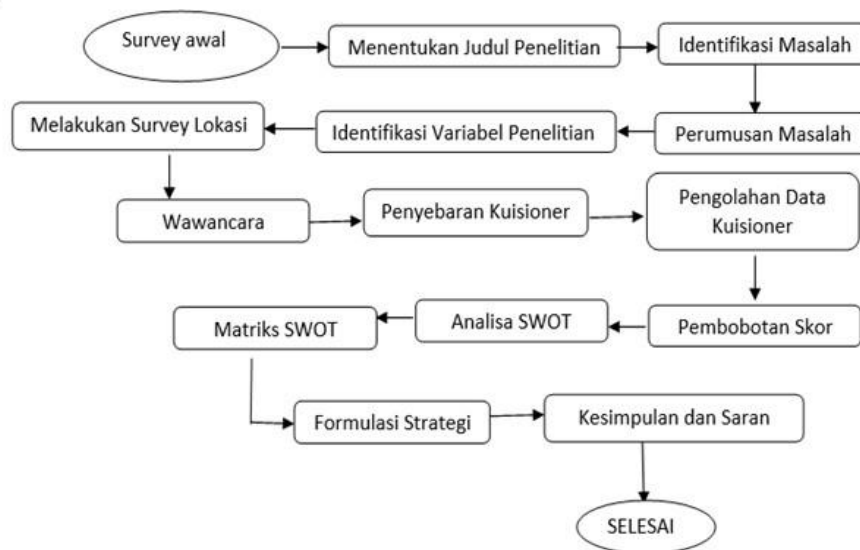 Survey awal
Menentukan Judul Penelitian
Identifikasi Masalah
Perumusan Masalah
Identifikasi Variabel Penelitian
Melakukan Survey Lokasi
Wawancara
Penyebaran Kuisioner
Pengolahan Data
Kuisioner
Pembobotan Skor
Analisa SWOT
Matriks SWOT
Formulasi Strategi
Kesimpulan dan Saran
SELESAI